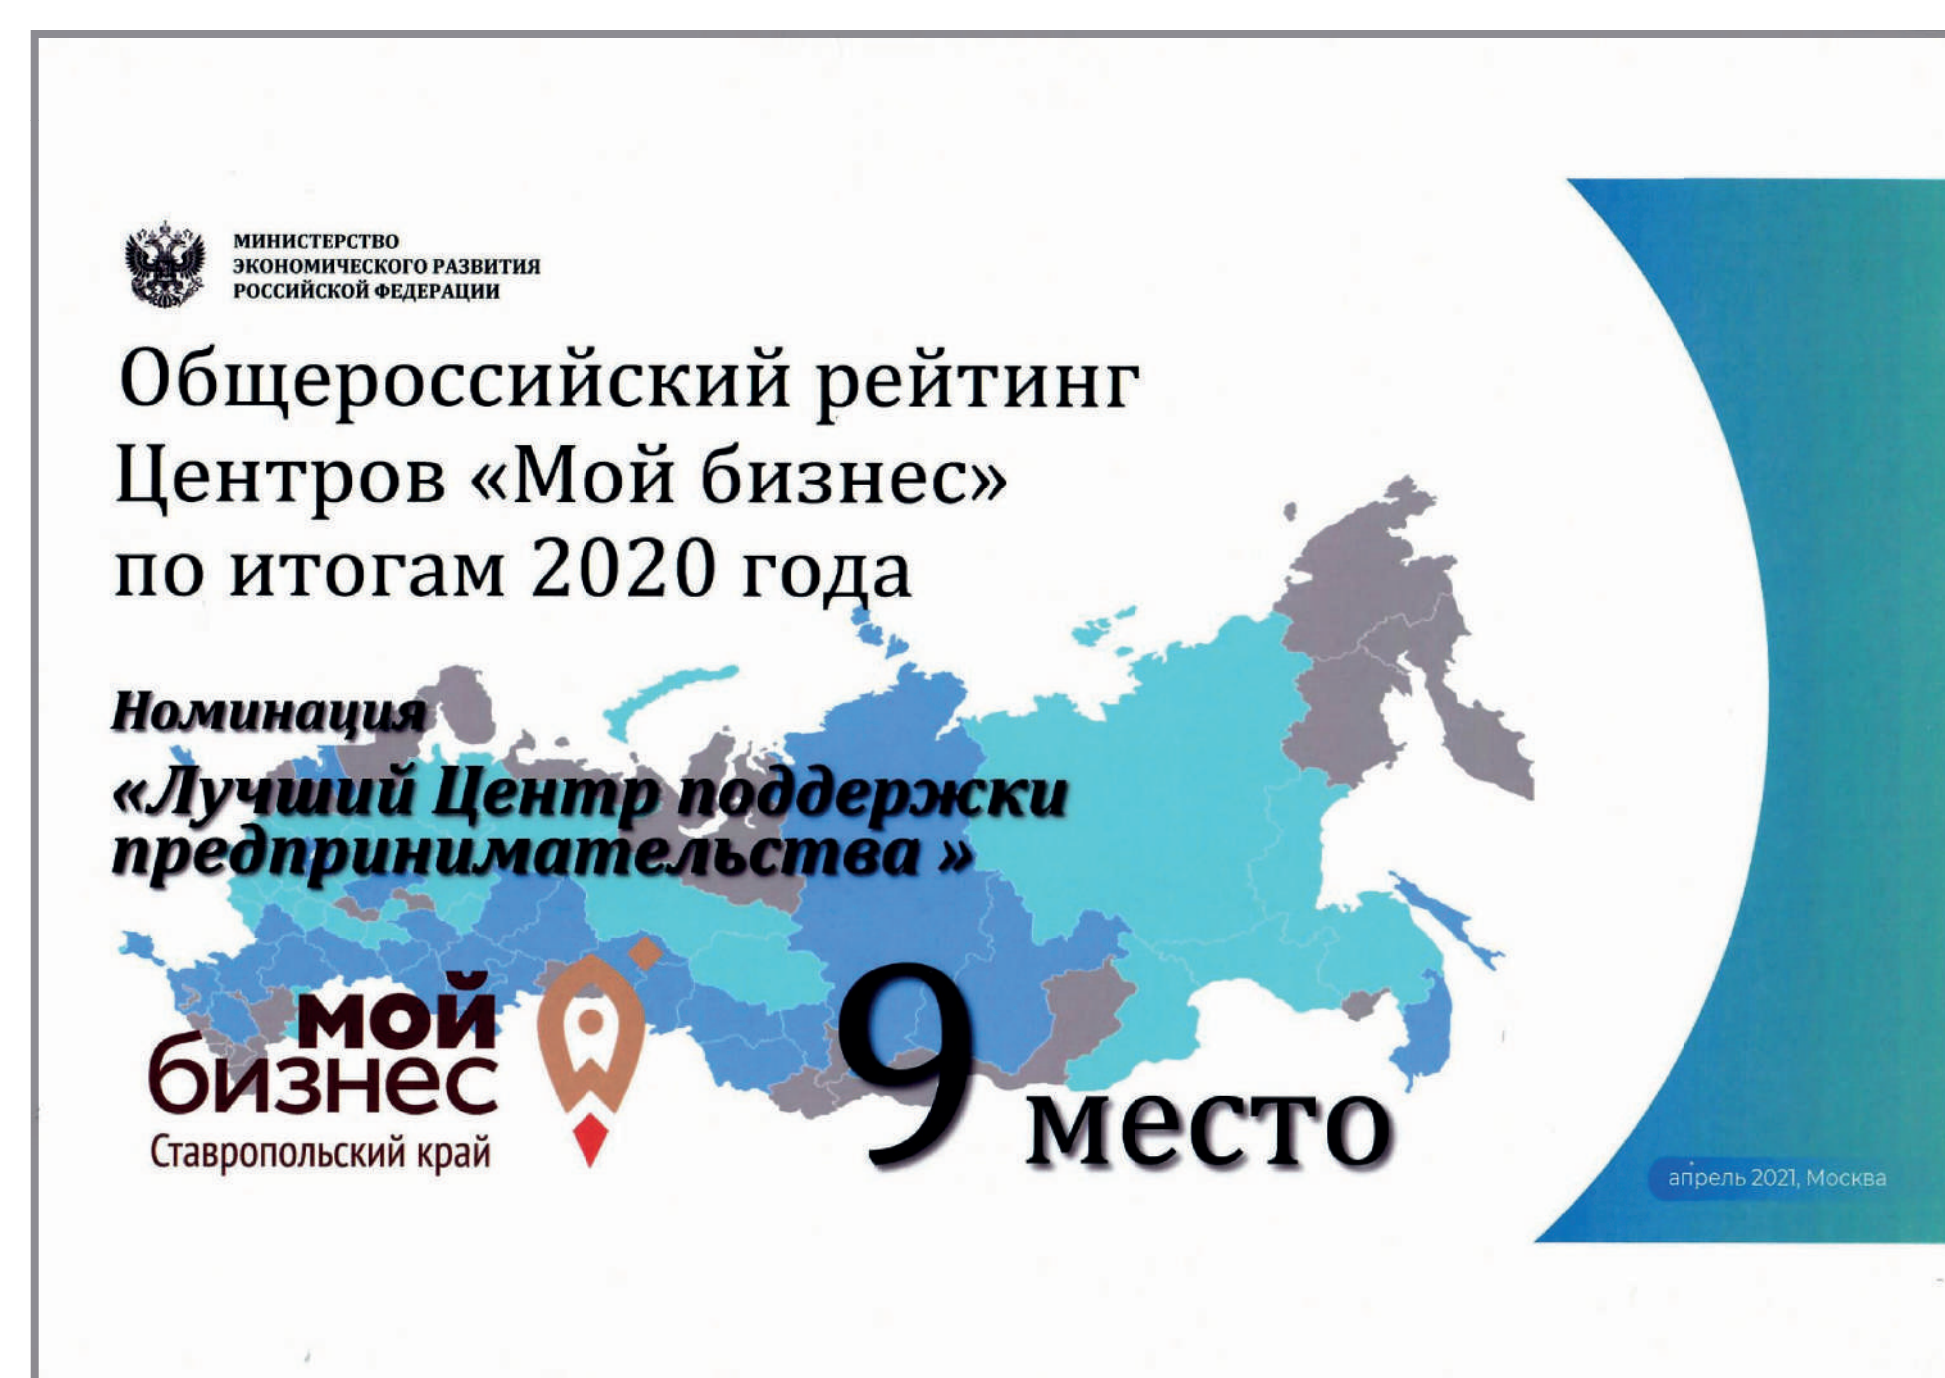 МИНИСТЕРСТВО
ЭКОНОМИЧЕСКОГО РАЗВИТИЯ
РОССИЙСКОЙ ФЕДЕРАЦИИ
Общероссийский рейтинг
Центров «Мой бизнес»
по итогам 2020 года
Номинация
«Лучший Центр поддержки
предпринимательства »
мой
бизнес
Ставропольский край
9 место
апрель 2021, Москва